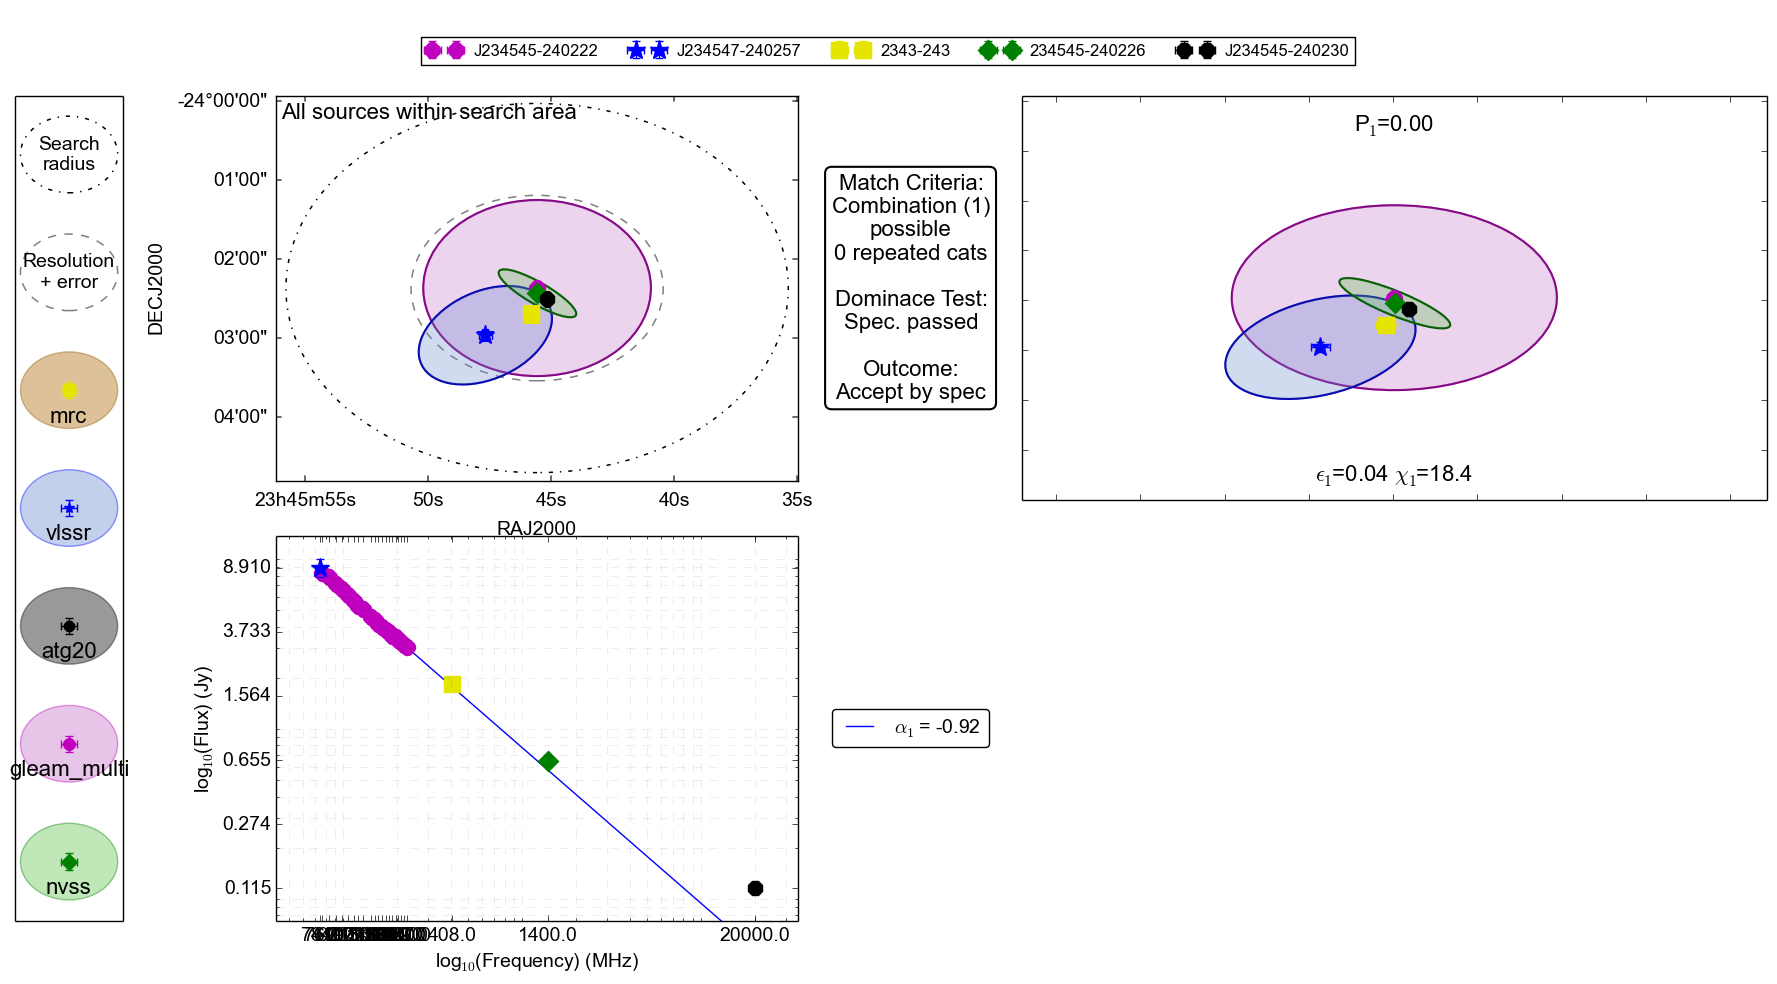 J234545-240222 J234547-240257 2343-243 234545-240226 J234545-240230
Search
radius
Resolution
+ error
mrc
vlssr
atg20
gleam_multi
nvss
All sources within search area
DECJ2000
-24°00'00"
01'00"
02'00"
03'00"
04'00"
23h45m55s 50s 45s 40s 35s
RAJ2000
Match Criteria:
Combination (1)
possible
0 repeated cats
Dominace Test:
Spec. passed
Outcome:
Accept by spec
P₁=0.00
ϵ₁=0.04 χ₁=18.4
log₁₀(Flux) (Jy)
8.910
3.733
1.564
0.655
0.274
0.115
408.0 1400.0 20000.0
log₁₀(Frequency) (MHz)
α₁ = -0.92